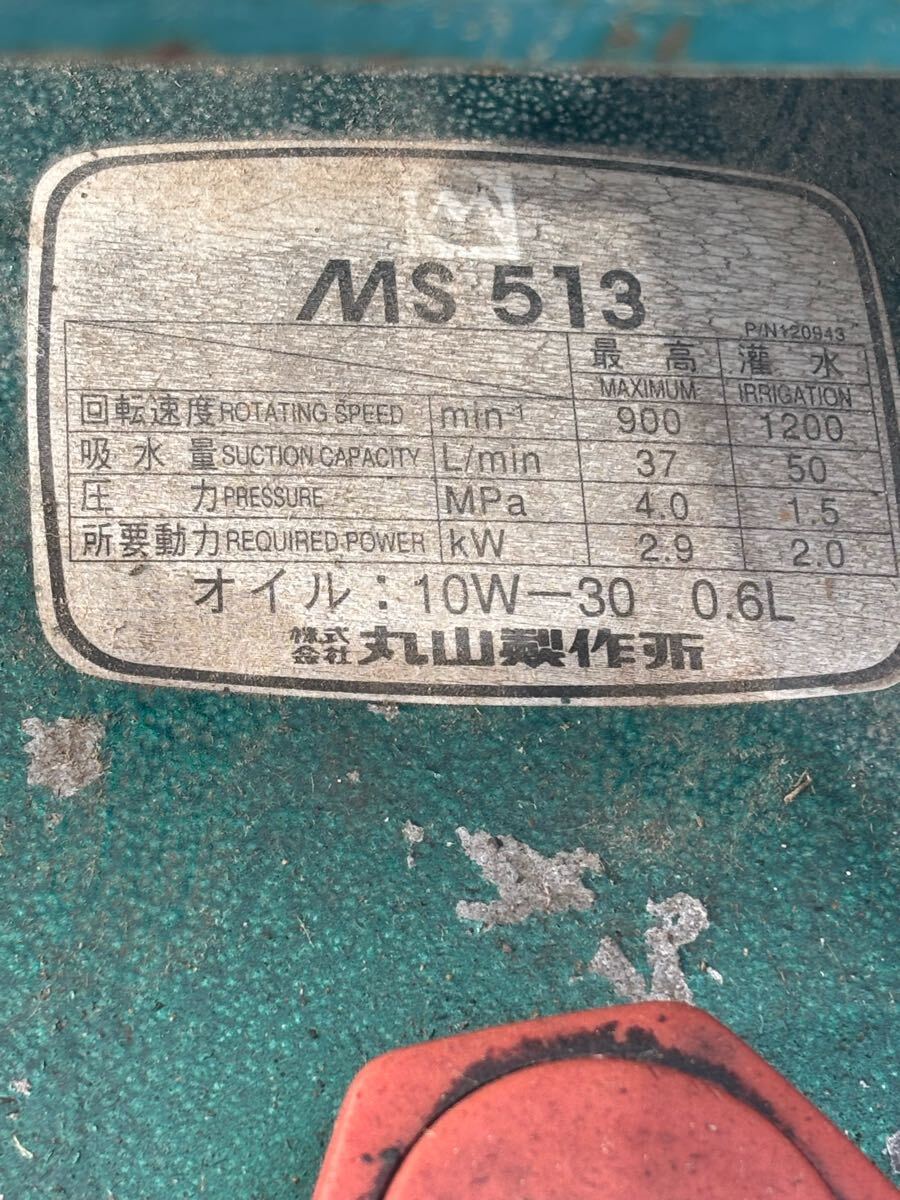 MS 513
P/N120943
最高 灌水
MAXIMUM IRRIGATION
回転速度 ROTATING SPEED min-1 900 1200
吸水量 SUCTION CAPACITY L/min 37 50
圧力 PRESSURE MPa 4.0 1.5
所要動力 REQUIRED POWER kW 2.9 2.0
オイル：10W－30 0.6L
株式会社 丸山製作所